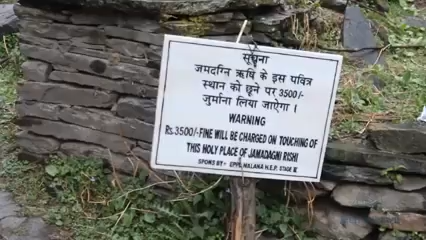 सूचना
जमदग्नि ऋषि के इस पवित्र
स्थान को छूने पर 3500/-
जुर्माना लिया जाऐगा।
WARNING
Rs.3500/-FINE WILL BE CHARGED ON TOUCHING OF
THIS HOLY PLACE OF JAMADAGNI RISHI
SPONS BY:- EPPL MALANA H.E.P. STAGE II